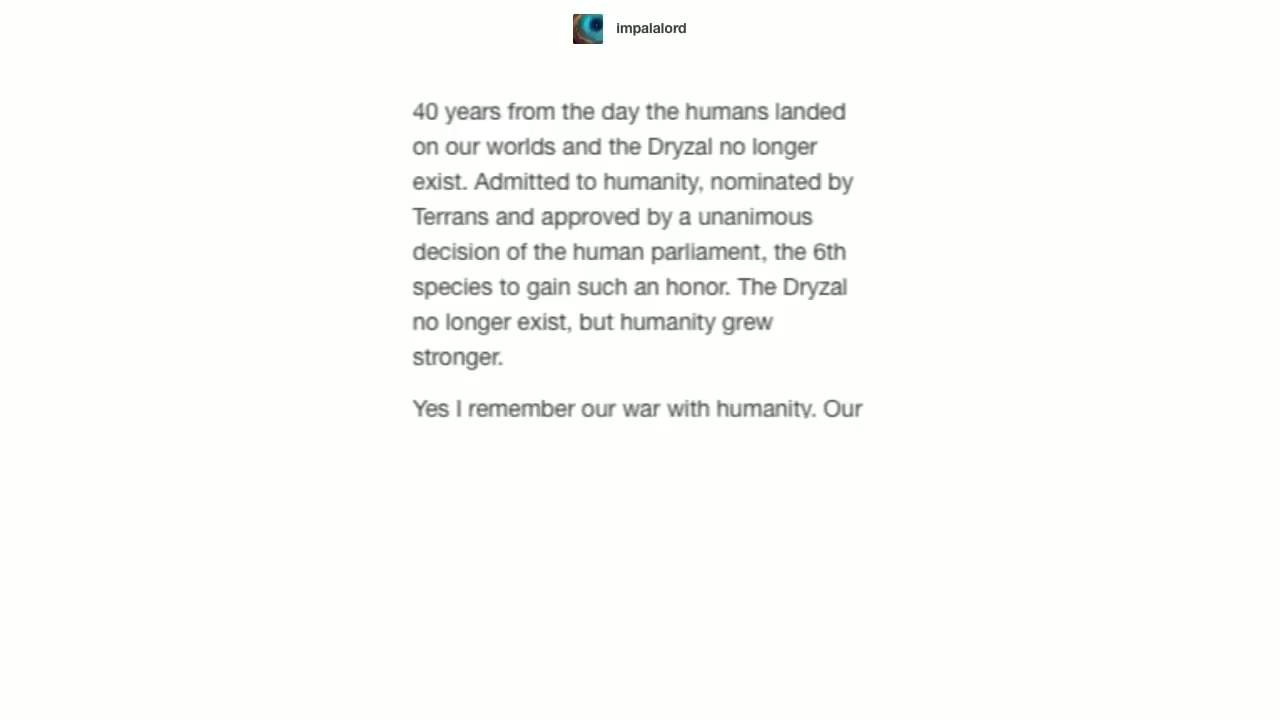 impalalord
40 years from the day the humans landed
on our worlds and the Dryzal no longer
exist. Admitted to humanity, nominated by
Terrans and approved by a unanimous
decision of the human parliament, the 6th
species to gain such an honor. The Dryzal
no longer exist, but humanity grew
stronger.
Yes I remember our war with humanity. Our